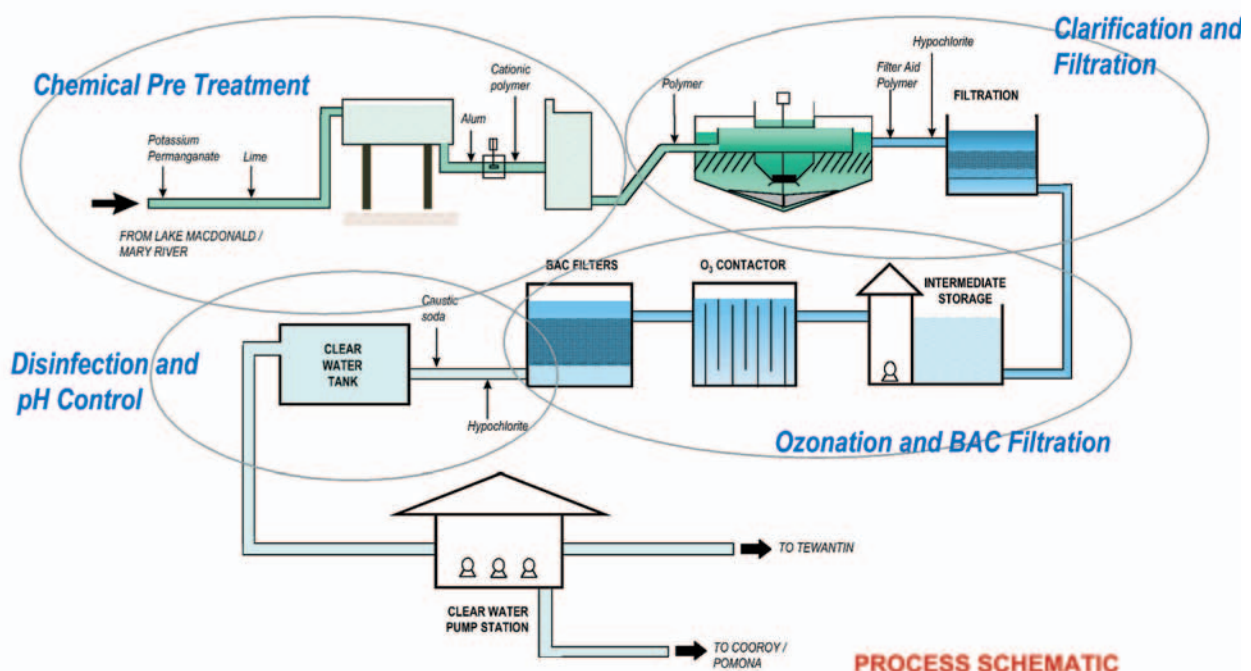 Chemical Pre Treatment
Potassium
Permanganate
Lime
Alum
Cationic
polymer
FROM LAKE MACDONALD /
MARY RIVER
Clarification and
Filtration
Polymer
Filter Aid
Polymer
Hypochlorite
FILTRATION
BAC FILTERS
O₃ CONTACTOR
INTERMEDIATE
STORAGE
Ozonation and BAC Filtration
Disinfection and
pH Control
CLEAR
WATER
TANK
Caustic
soda
Hypochlorite
CLEAR WATER
PUMP STATION
TO TEWANTIN
TO COOROY /
POMONA
PROCESS SCHEMATIC